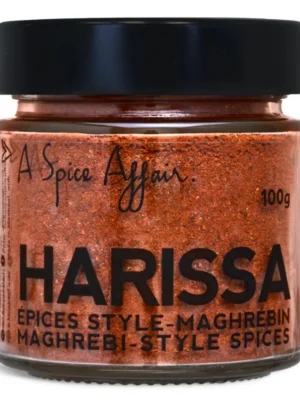 A Spice Affair.
100g
HARISSA
ÉPICES STYLE-MAGHRÉBIN
MAGHREBI-STYLE SPICES